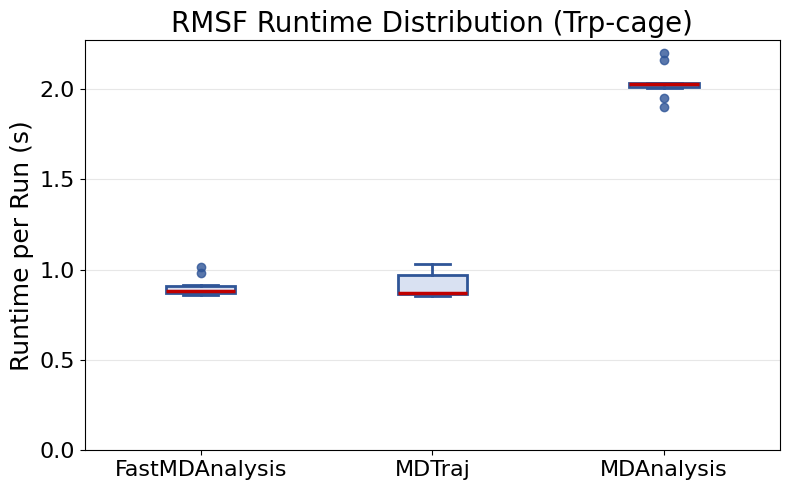 RMSF Runtime Distribution (Trp-cage)
Runtime per Run (s)
2.0
1.5
1.0
0.5
0.0
FastMDAnalysis
MDTraj
MDAnalysis